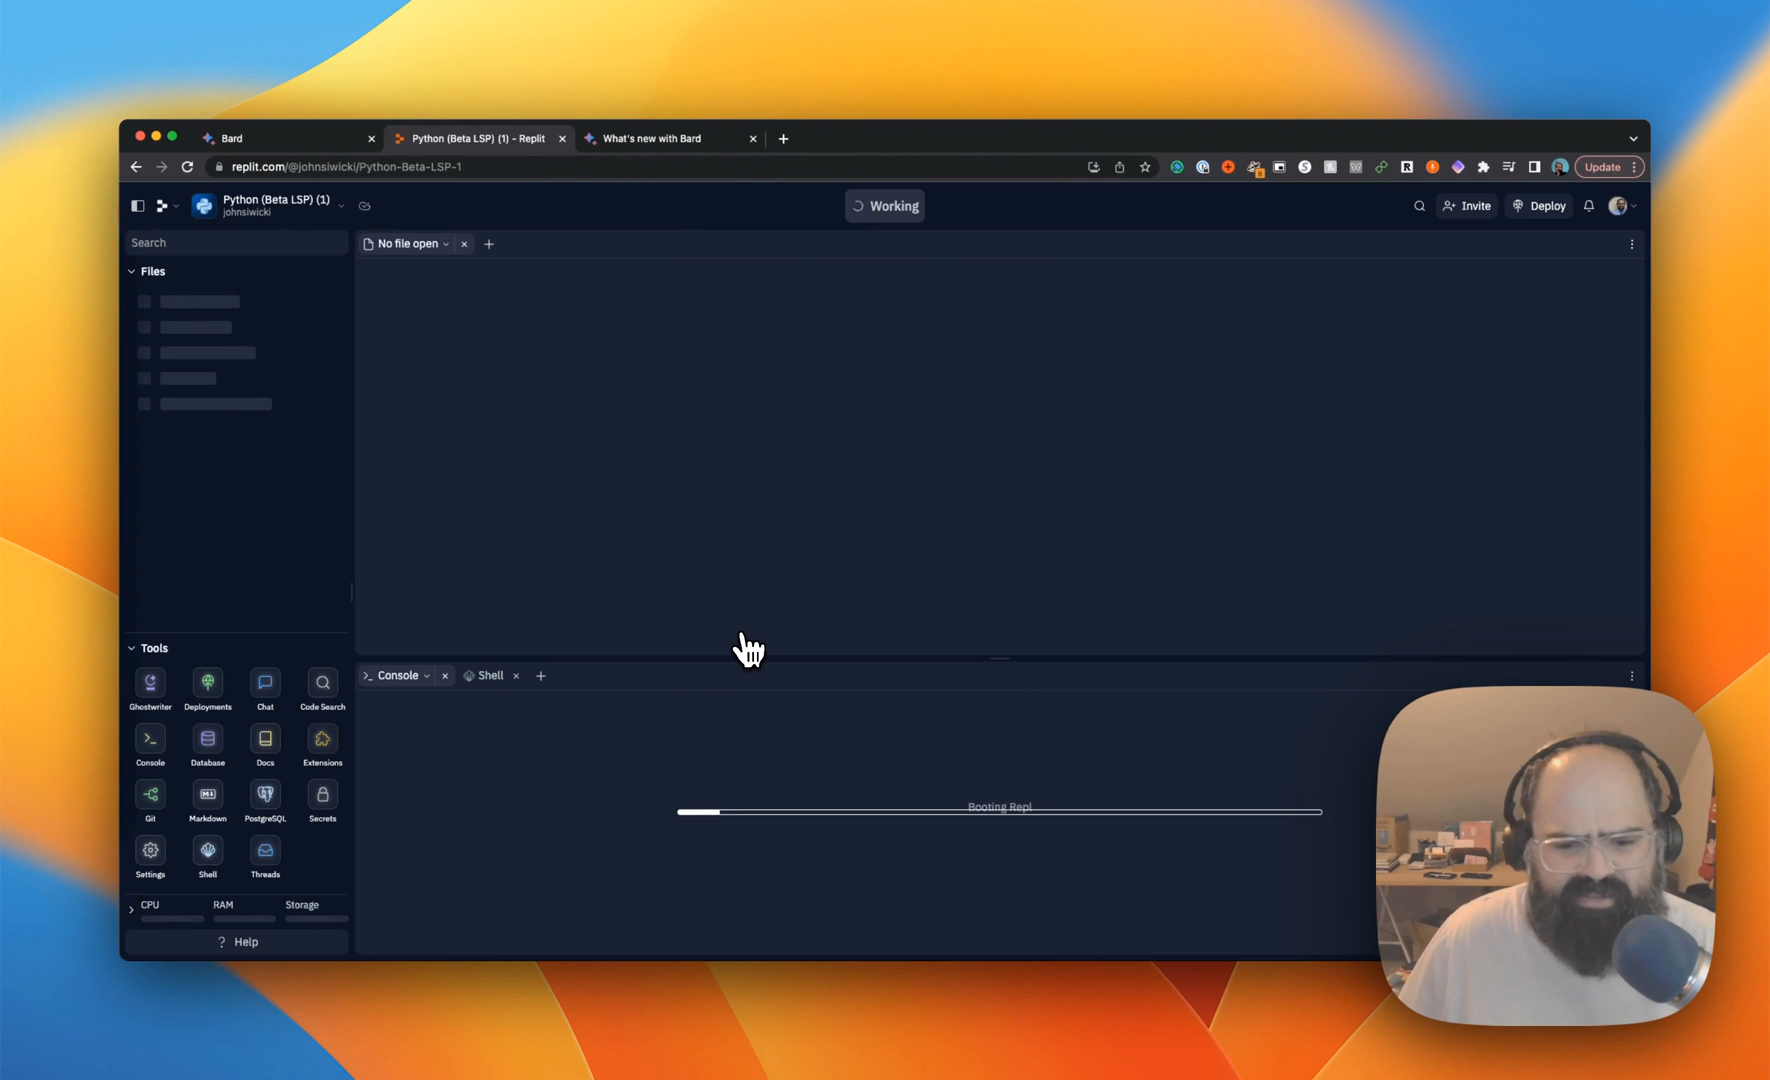 Bard
Python (Beta LSP) (1) - Replit
What's new with Bard
replit.com/@johnsiwicki/Python-Beta-LSP-1
Update
Python (Beta LSP) (1)
johnsiwicki
Working
Invite
Deploy
Search
No file open
Files
Tools
Ghostwriter
Deployments
Chat
Code Search
Console
Database
Docs
Extensions
Git
Markdown
PostgreSQL
Secrets
Settings
Shell
Threads
CPU
RAM
Storage
? Help
Console
Shell
Booting Repl